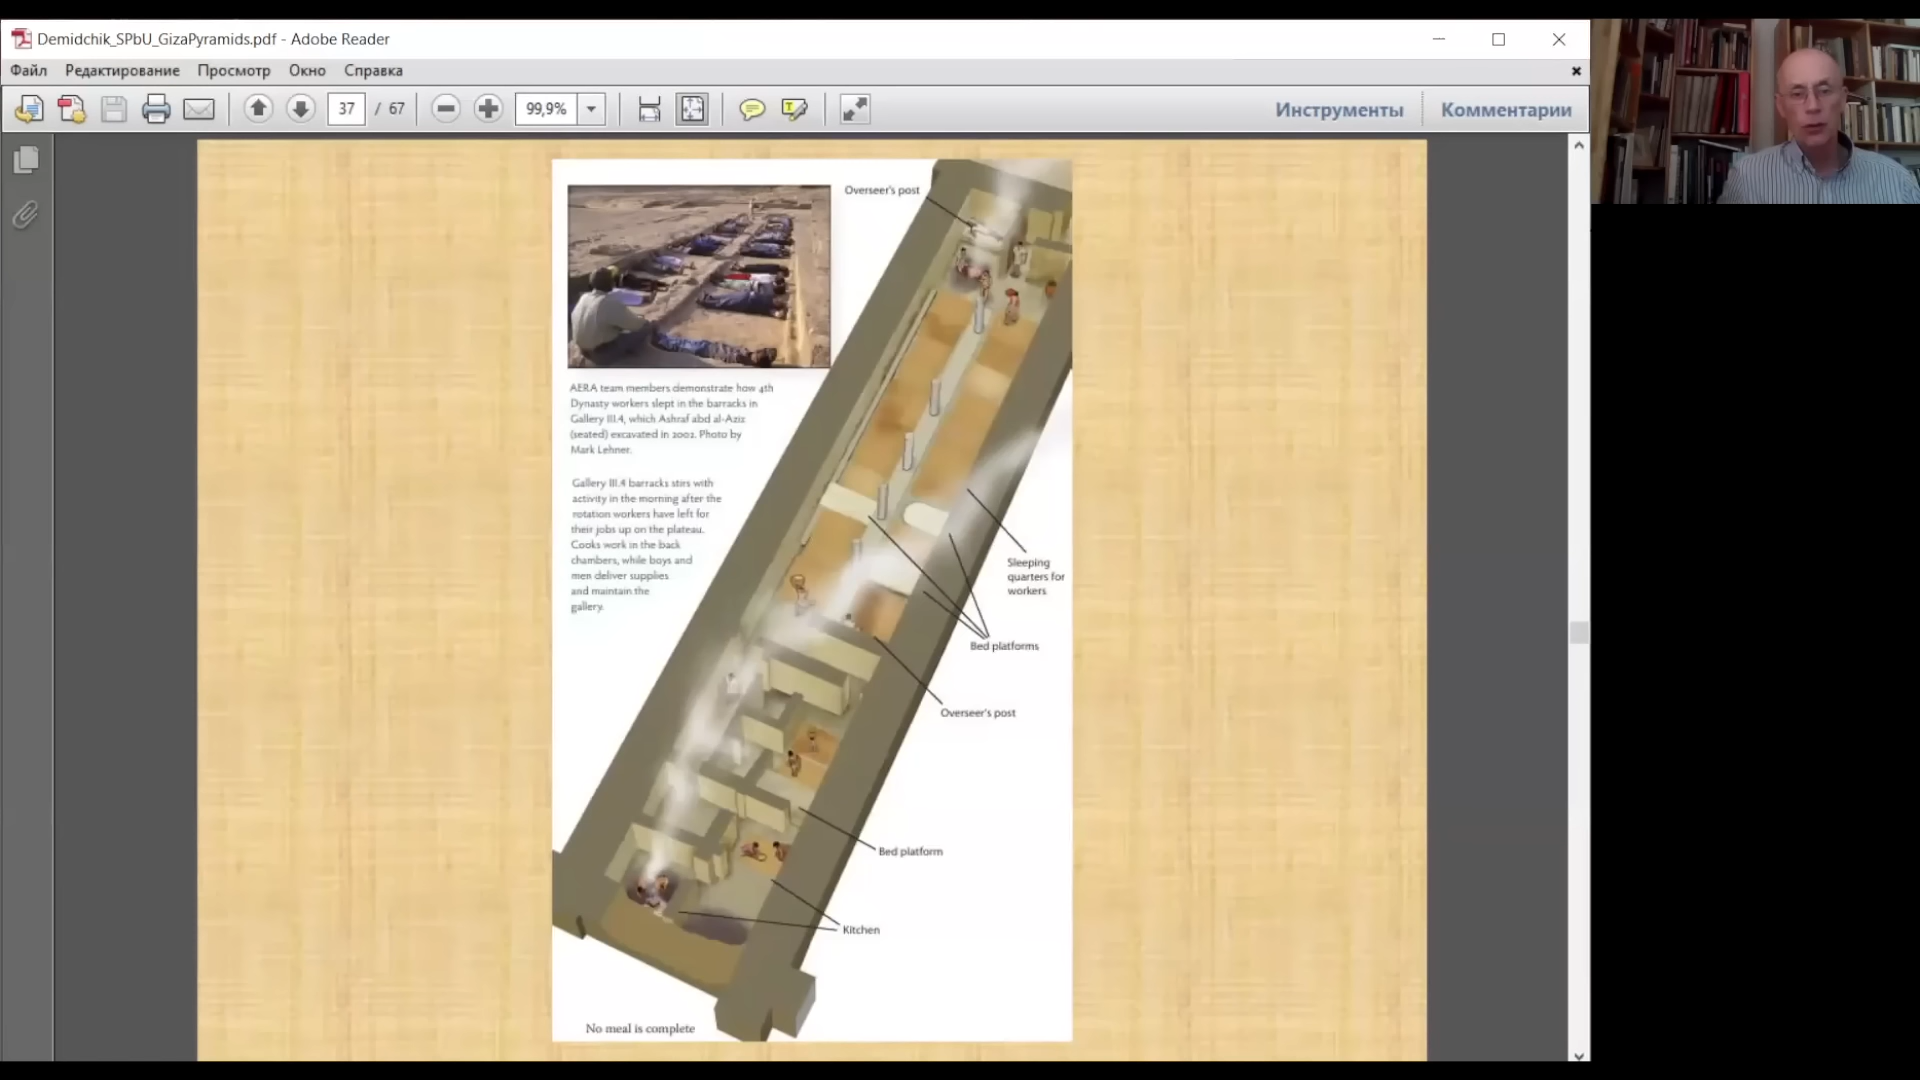 Demidchik_SPbU_GizaPyramids.pdf - Adobe Reader
Файл Редактирование Просмотр Окно Справка
37 / 67 99,9% Инструменты Комментарии
Overseer's post
AERA team members demonstrate how 4th
Dynasty workers slept in the barracks in
Gallery III.4, which Ashraf abd al-Aziz
(seated) excavated in 2002. Photo by
Mark Lehner.
Gallery III.4 barracks stirs with
activity in the morning after the
rotation workers have left for
their jobs up on the plateau.
Cooks work in the back
chambers, while boys and
men deliver supplies
and maintain the
gallery.
Sleeping
quarters for
workers
Bed platforms
Overseer's post
Bed platform
Kitchen
No meal is complete